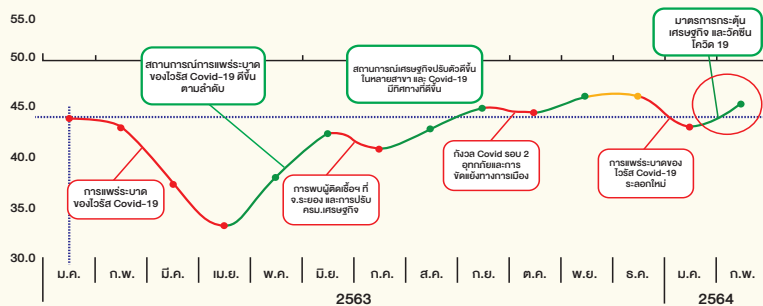 55.0
50.0
45.0
40.0
35.0
30.0
สถานการณ์การแพร่ระบาด
ของไวรัส Covid-19 ดีขึ้น
ตามลำดับ
สถานการณ์เศรษฐกิจปรับตัวดีขึ้น
ในหลายสาขา และ Covid-19
มีทิศทางที่ดีขึ้น
มาตรการกระตุ้น
เศรษฐกิจ และวัคซีน
โควิด 19
การแพร่ระบาด
ของไวรัส Covid-19
การพบผู้ติดเชื้อฯ ที่
จ.ระยอง และการปรับ
ครม.เศรษฐกิจ
กังวล Covid รอบ 2
อุทกภัยและการ
ขัดแย้งทางการเมือง
การแพร่ระบาดของ
ไวรัส Covid-19
ระลอกใหม่
ม.ค. ก.พ. มี.ค. เม.ย. พ.ค. มิ.ย. ก.ค. ส.ค. ก.ย. ต.ค. พ.ย. ธ.ค. ม.ค. ก.พ.
2563 2564